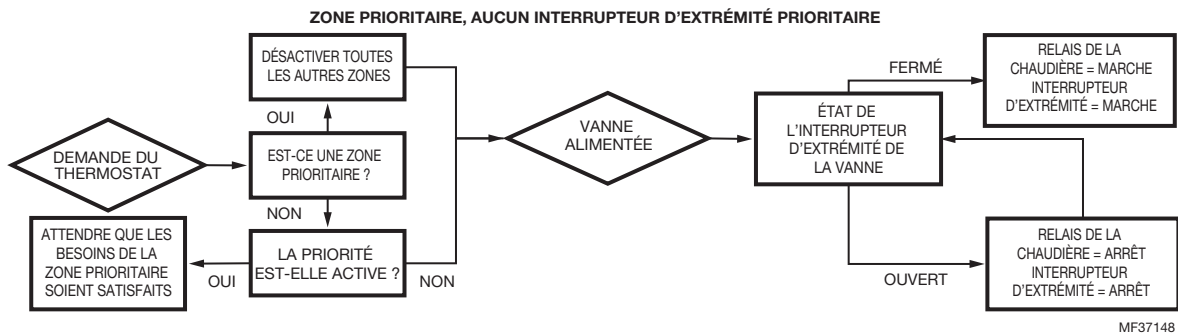 ZONE PRIORITAIRE, AUCUN INTERRUPTEUR D'EXTRÉMITÉ PRIORITAIRE
DEMANDE DU
THERMOSTAT
EST-CE UNE ZONE
PRIORITAIRE ?
OUI
DÉSACTIVER TOUTES
LES AUTRES ZONES
NON
LA PRIORITÉ
EST-ELLE ACTIVE ?
OUI
ATTENDRE QUE LES
BESOINS DE LA
ZONE PRIORITAIRE
SOIENT SATISFAITS
NON
VANNE
ALIMENTÉE
ÉTAT DE
L'INTERRUPTEUR
D'EXTRÉMITÉ DE
LA VANNE
FERMÉ
RELAIS DE LA
CHAUDIÈRE = MARCHE
INTERRUPTEUR
D'EXTRÉMITÉ = MARCHE
OUVERT
RELAIS DE LA
CHAUDIÈRE = ARRÊT
INTERRUPTEUR
D'EXTRÉMITÉ = ARRÊT
MF37148